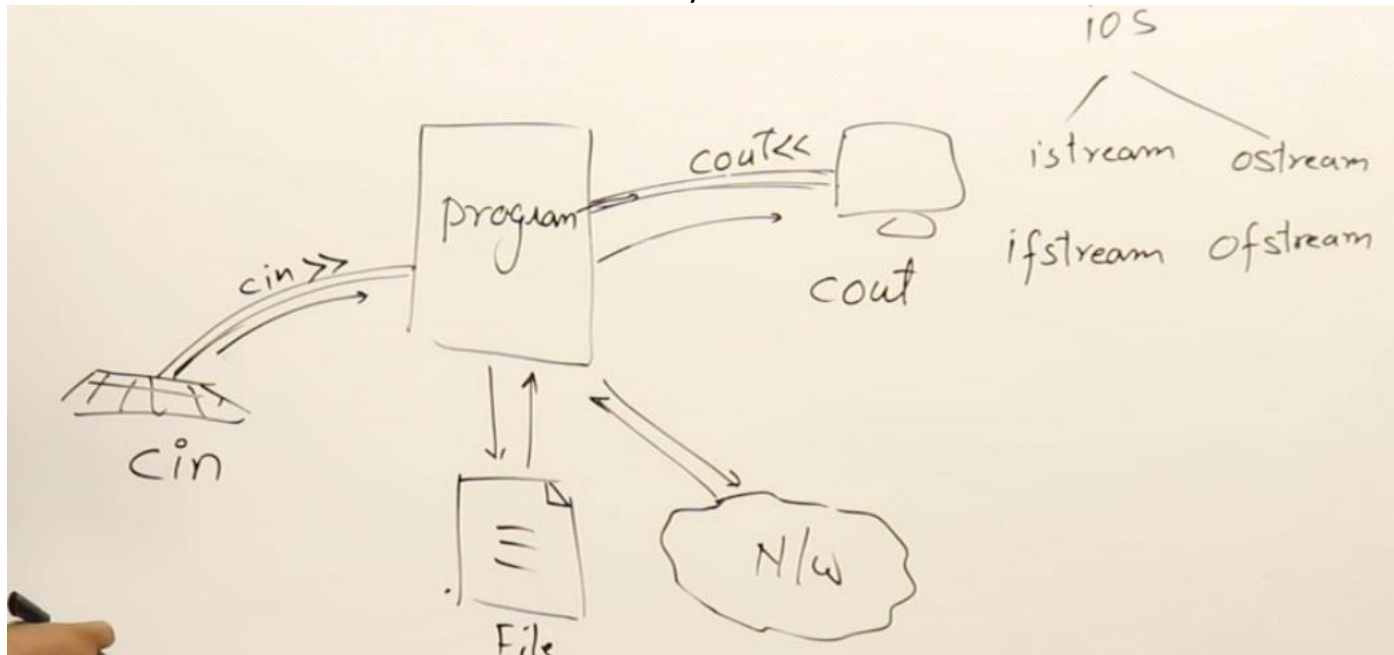 ios
istream ostream
ifstream ofstream
cout<<
program
cin >>
cout
cin
N/w
File